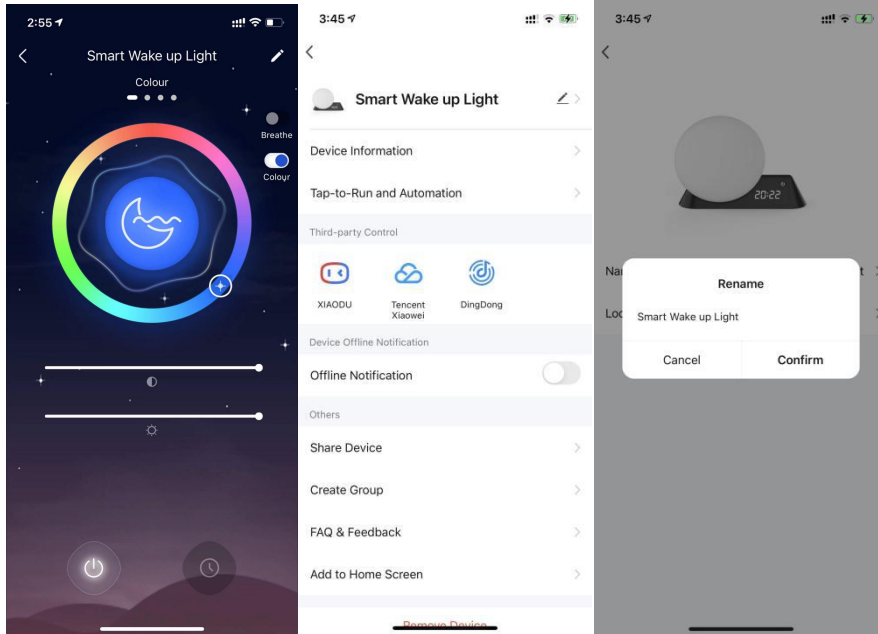 2:55
Smart Wake up Light
Colour
Breathe
Colour
3:45
Smart Wake up Light
Device Information
Tap-to-Run and Automation
Third-party Control
XIAODU
Tencent
Xiaowei
DingDong
Device Offline Notification
Offline Notification
Others
Share Device
Create Group
FAQ & Feedback
Add to Home Screen
Remove Device
3:45
20:22
Na
t
Loc
Rename
Smart Wake up Light
Cancel
Confirm